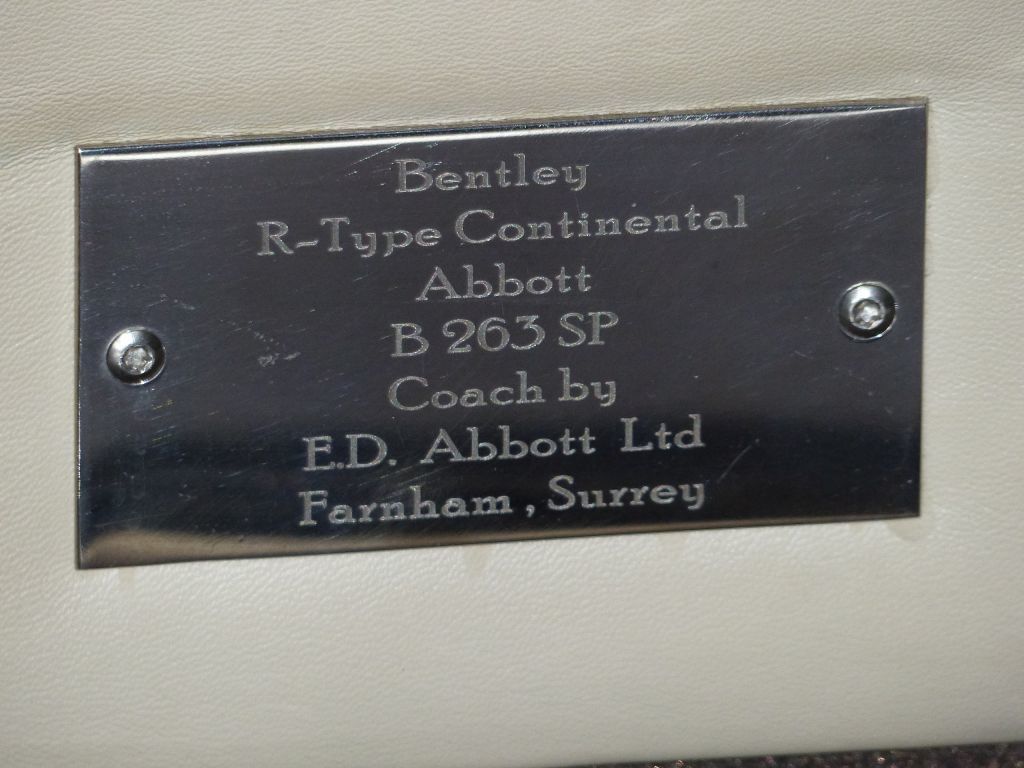 Bentley
R-Type Continental
Abbott
B 263 SP
Coach by
E.D. Abbott Ltd
Farnham, Surrey